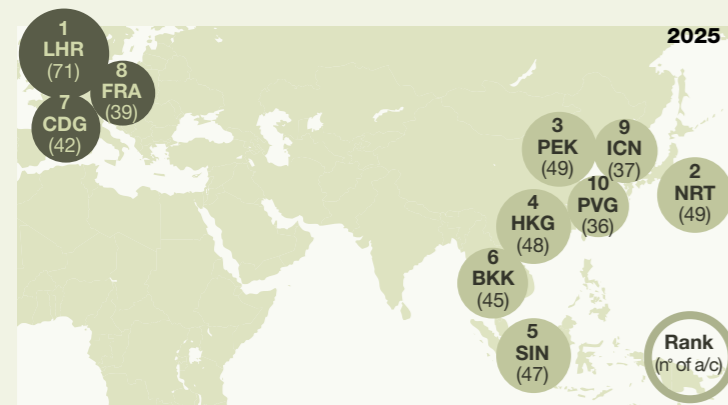 2025
1
LHR
(71)
8
FRA
(39)
7
CDG
(42)
3
PEK
(49)
9
ICN
(37)
2
NRT
(49)
10
PVG
(36)
4
HKG
(48)
6
BKK
(45)
5
SIN
(47)
Rank
(n° of a/c)